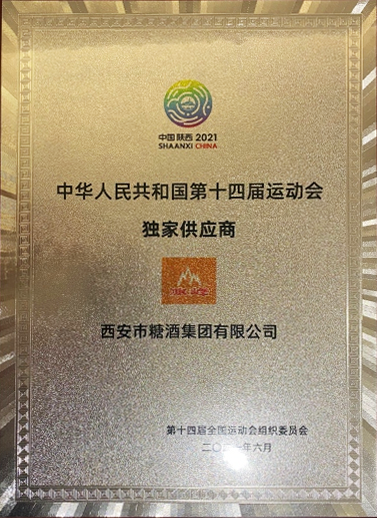 中国 陕西 2021
SHAANXI CHINA
中华人民共和国第十四届运动会
独家供应商
冰峰
西安市糖酒集团有限公司
第十四届全国运动会组织委员会
二〇二一年六月